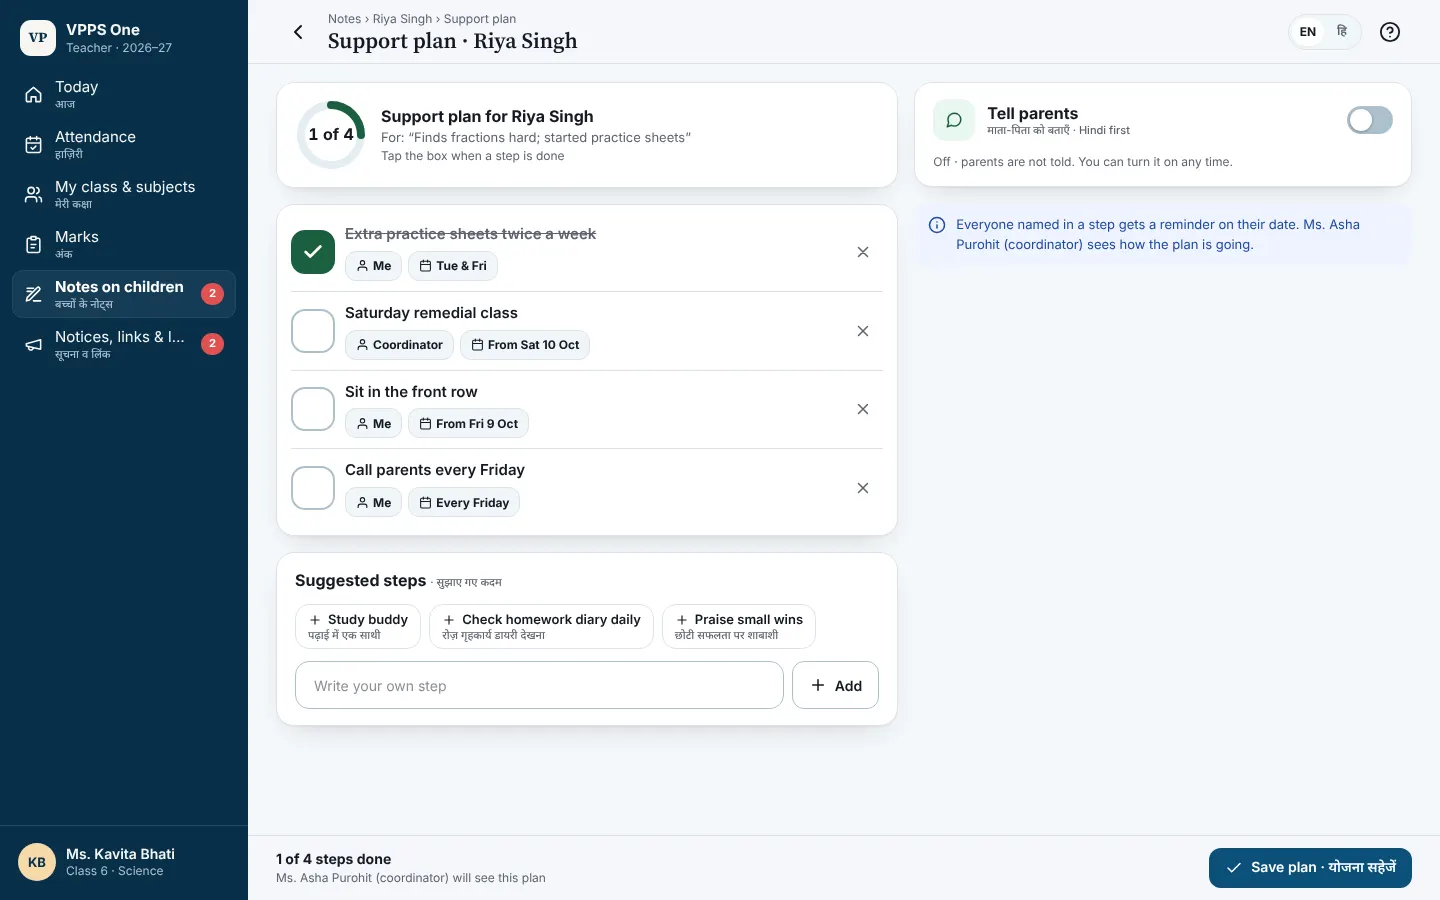 VP
VPPS One
Teacher · 2026–27
Today
आज
Attendance
हाज़िरी
My class & subjects
मेरी कक्षा
Marks
अंक
Notes on children
बच्चों के नोट्स
2
Notices, links & l...
सूचना व लिंक
2
KB
Ms. Kavita Bhati
Class 6 · Science
Notes › Riya Singh › Support plan
Support plan · Riya Singh
EN
हि
1 of 4
Support plan for Riya Singh
For: “Finds fractions hard; started practice sheets”
Tap the box when a step is done
Extra practice sheets twice a week
Me
Tue & Fri
Saturday remedial class
Coordinator
From Sat 10 Oct
Sit in the front row
Me
From Fri 9 Oct
Call parents every Friday
Me
Every Friday
Suggested steps · सुझाए गए कदम
+ Study buddy
पढ़ाई में एक साथी
+ Check homework diary daily
रोज़ गृहकार्य डायरी देखना
+ Praise small wins
छोटी सफलता पर शाबाशी
Write your own step
+ Add
Tell parents
माता-पिता को बताएँ · Hindi first
Off · parents are not told. You can turn it on any time.
Everyone named in a step gets a reminder on their date. Ms. Asha
Purohit (coordinator) sees how the plan is going.
1 of 4 steps done
Ms. Asha Purohit (coordinator) will see this plan
Save plan · योजना सहेजें